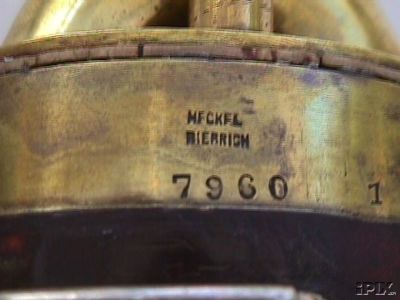 HECKEL
BIEBRICH
7960 1
iPIX